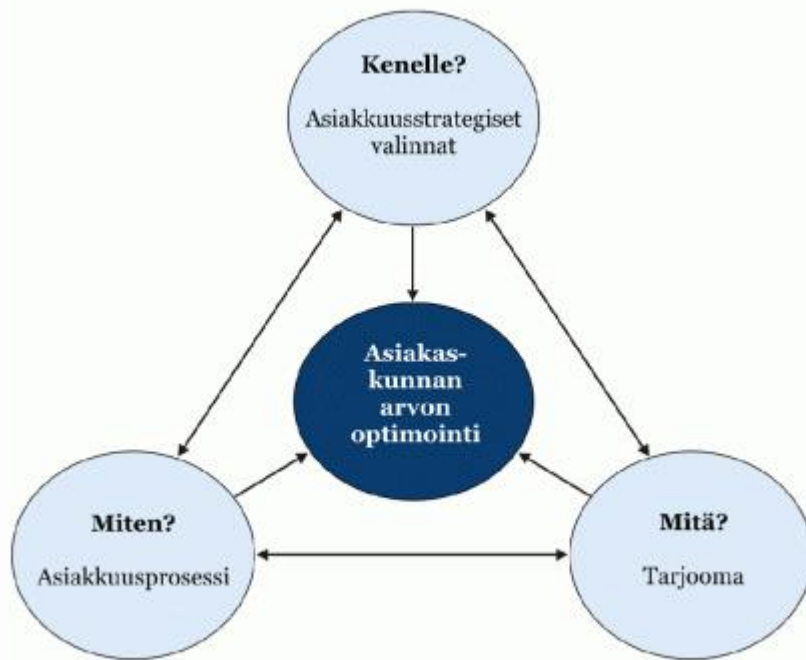 Kenelle?
Asiakkuusstrategiset
valinnat
Asiakas-
kunnan
arvon
optimointi
Miten?
Asiakkuusprosessi
Mitä?
Tarjooma